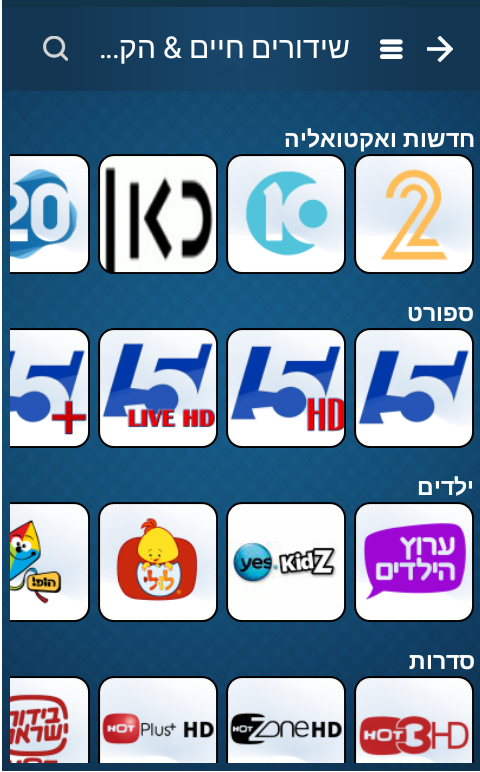 שידורים חיים & הק...
חדשות ואקטואליה
2
10
כאן
20
ספורט
5
5 HD
5 LIVE HD
5+
ילדים
ערוץ הילדים
yes KidZ
לולי
הופ!
סדרות
HOT 3 HD
HOT Zone HD
HOT Plus+ HD
בידור ישראלי HOT